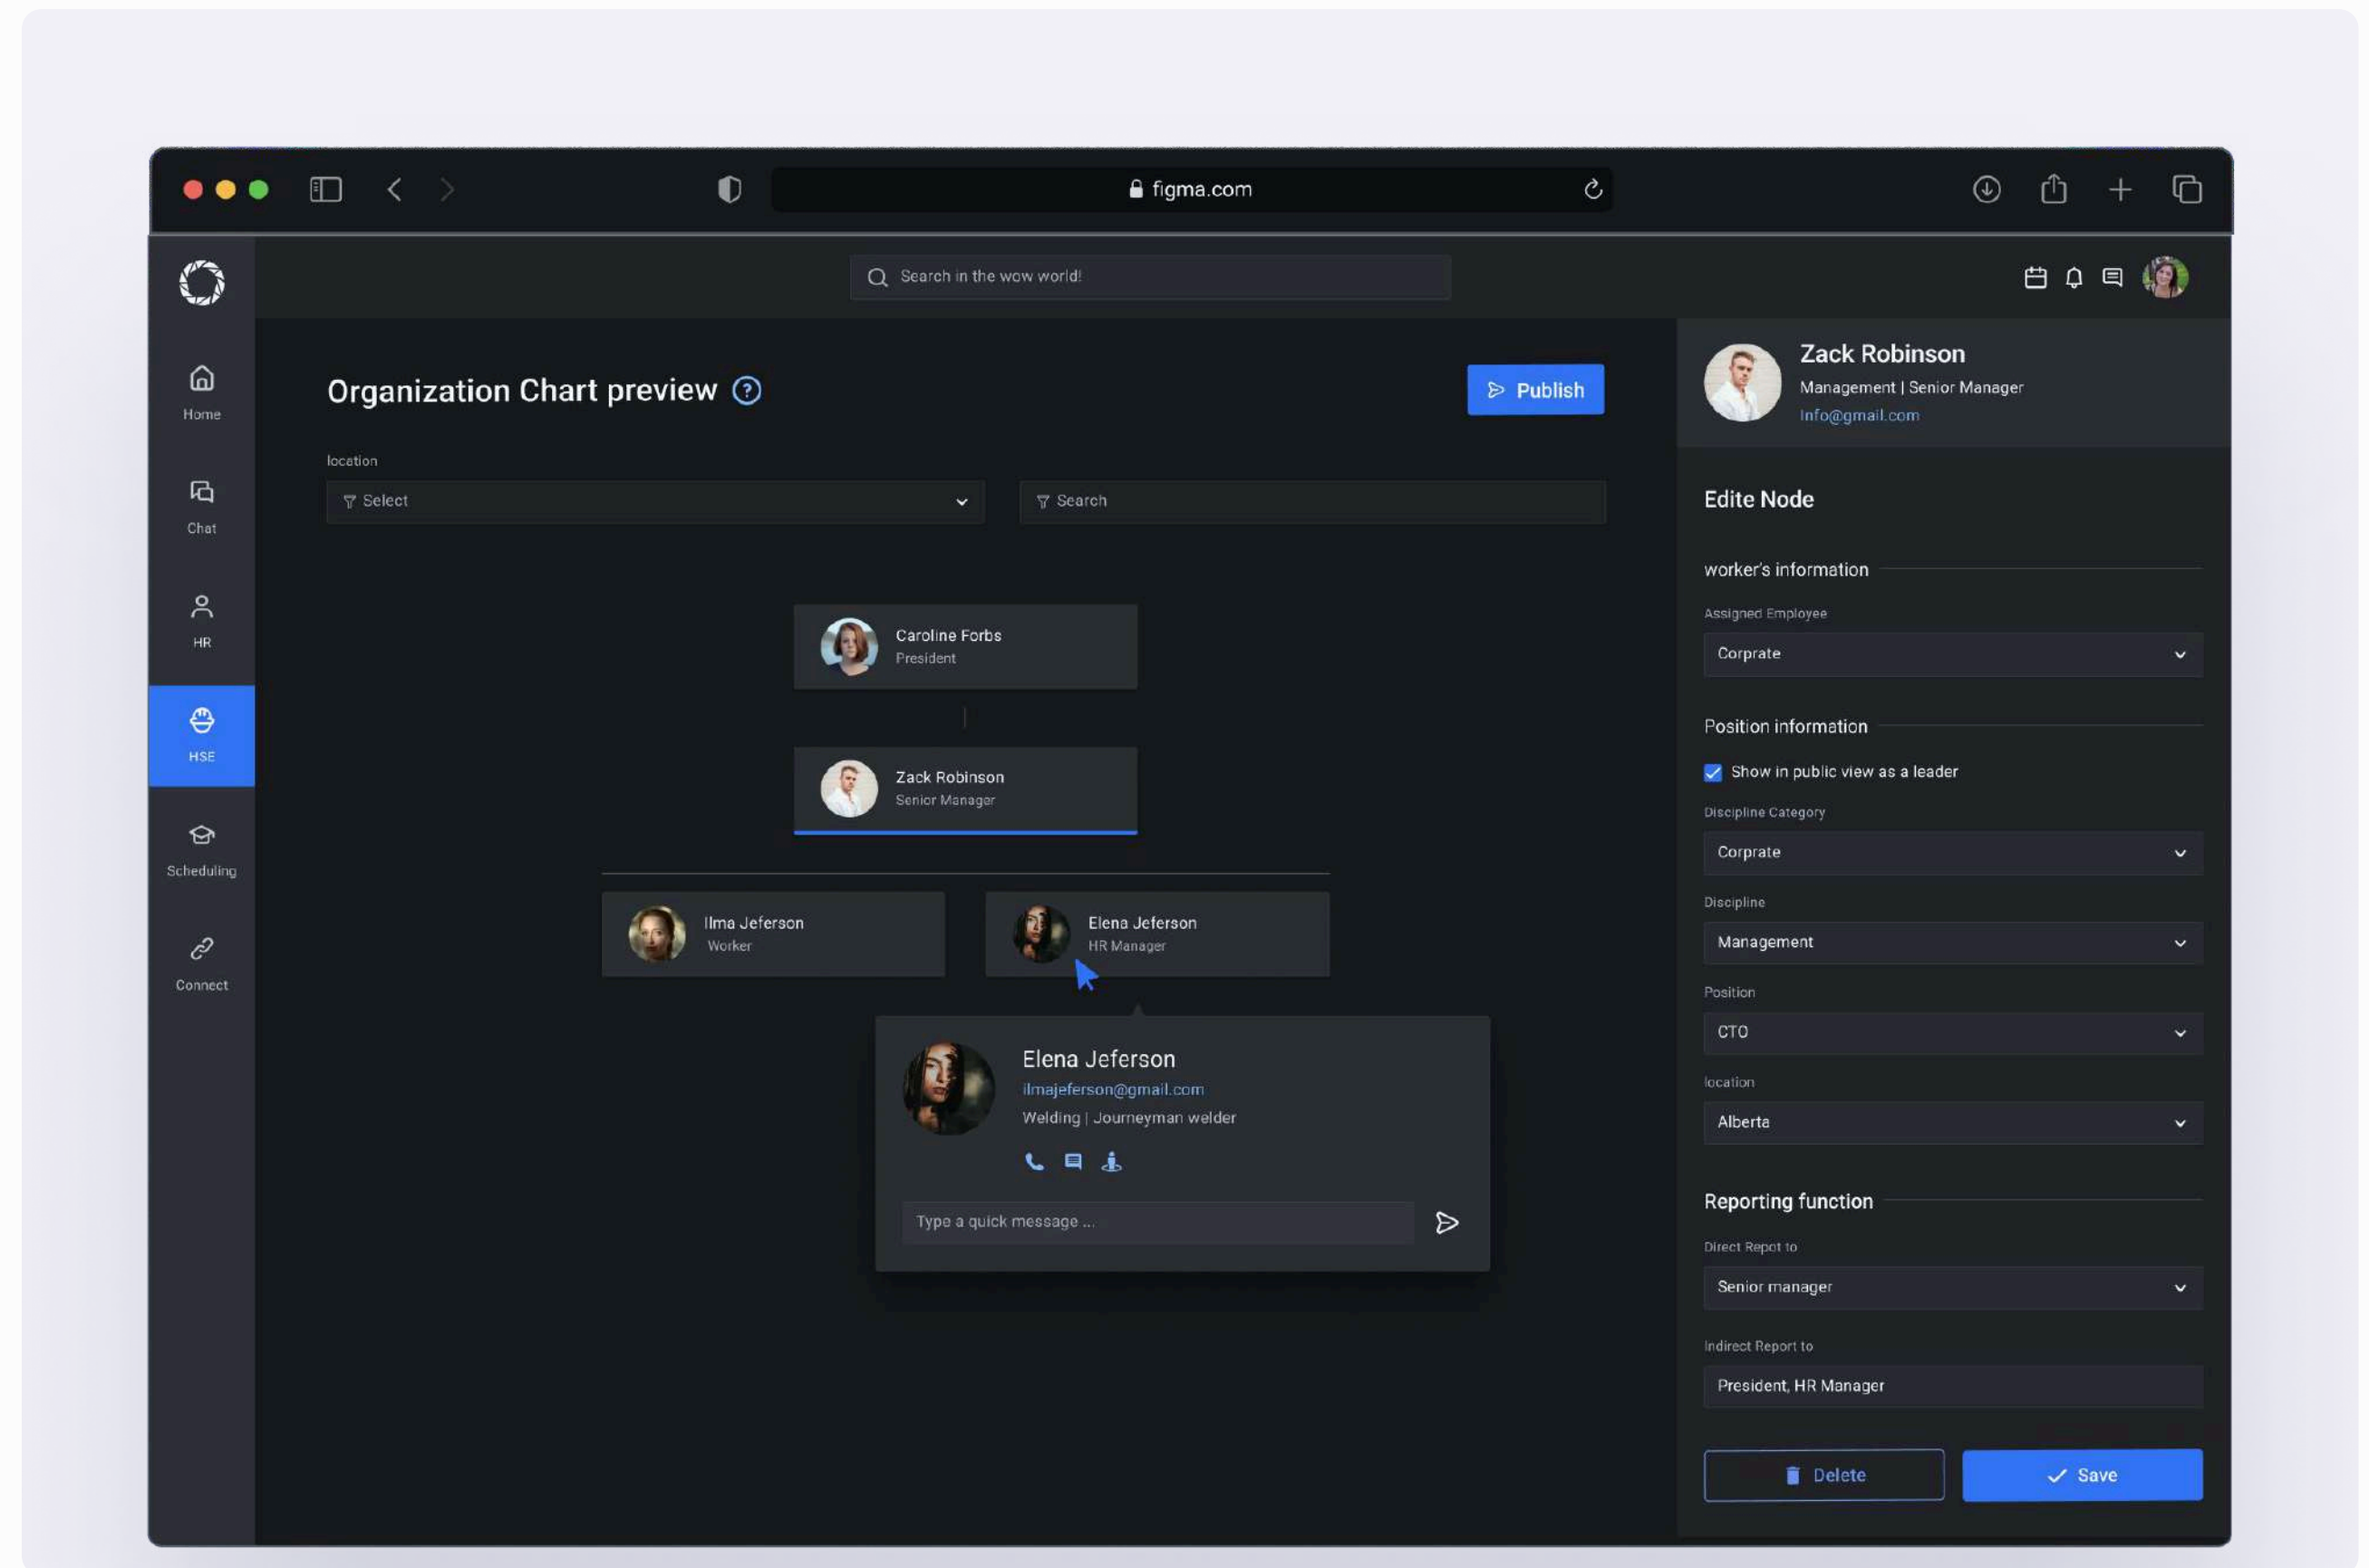 figma.com
Search in the wow world!
Home
Chat
HR
HSE
Scheduling
Connect
Organization Chart preview
?
Publish
location
Select
Search
Caroline Forbs
President
Zack Robinson
Senior Manager
Ilma Jeferson
Worker
Elena Jeferson
HR Manager
Elena Jeferson
ilmajeferson@gmail.com
Welding | Journeyman welder
Type a quick message ...
Zack Robinson
Management | Senior Manager
Info@gmail.com
Edite Node
worker's information
Assigned Employee
Corprate
Position information
Show in public view as a leader
Discipline Category
Corprate
Discipline
Management
Position
CTO
location
Alberta
Reporting function
Direct Repot to
Senior manager
Indirect Report to
President, HR Manager
Delete
Save